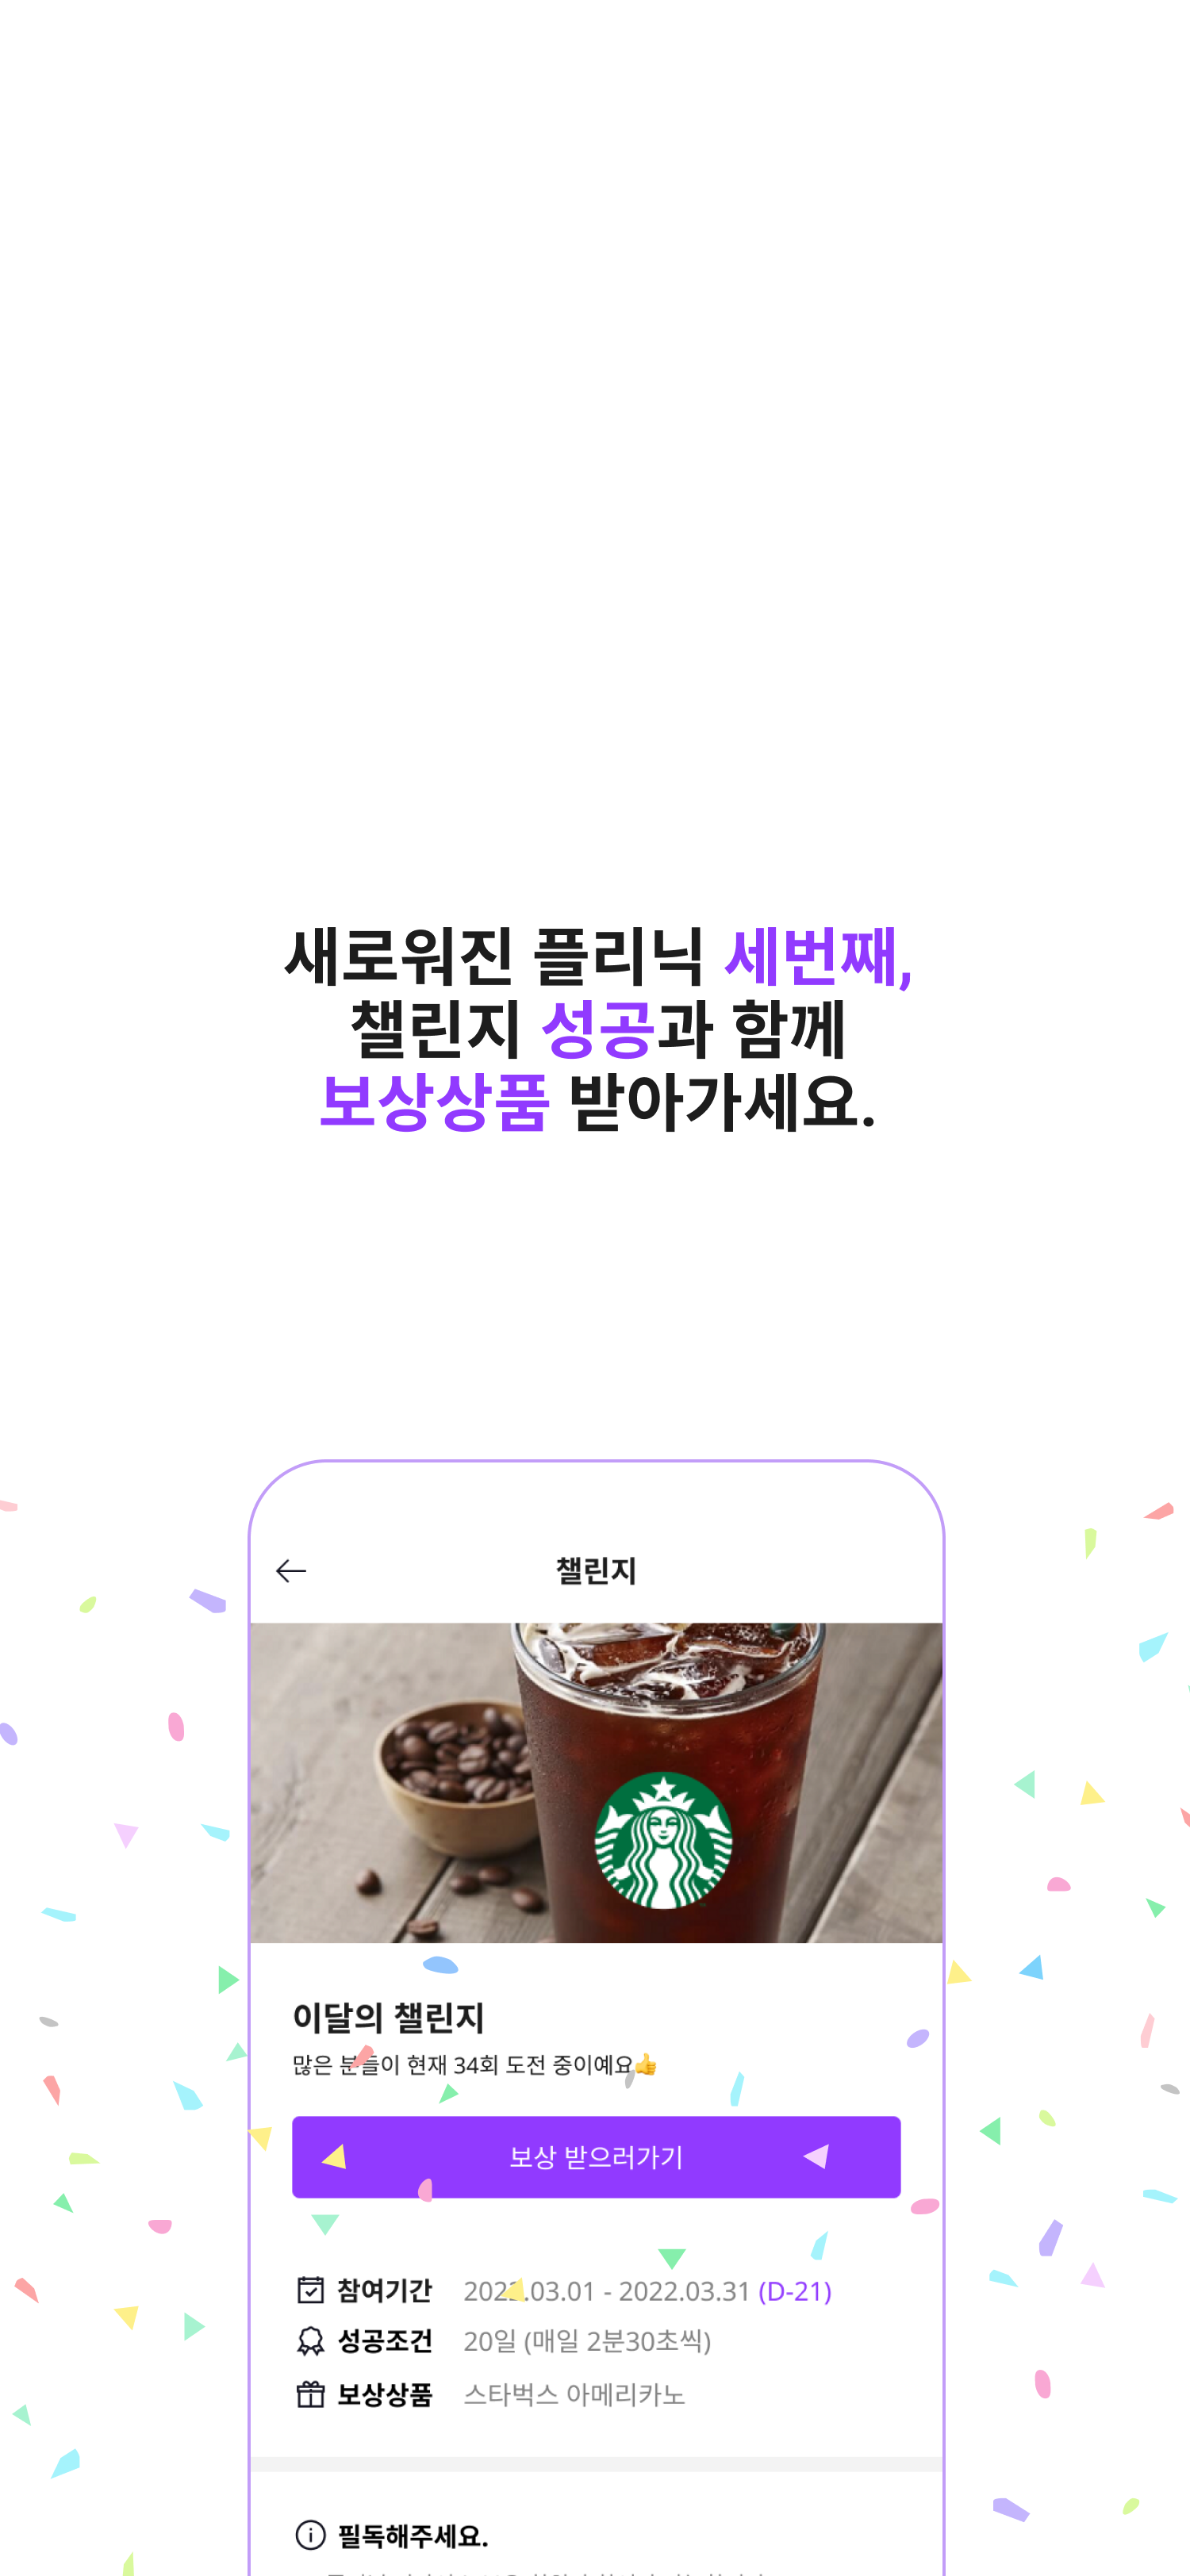 새로워진 플리닉 세번째,
챌린지 성공과 함께
보상상품 받아가세요.
챌린지
이달의 챌린지
많은 분들이 현재 34회 도전 중이예요👍
보상 받으러가기
참여기간 2022.03.01 - 2022.03.31 (D-21)
성공조건 20일 (매일 2분30초씩)
보상상품 스타벅스 아메리카노
필독해주세요.